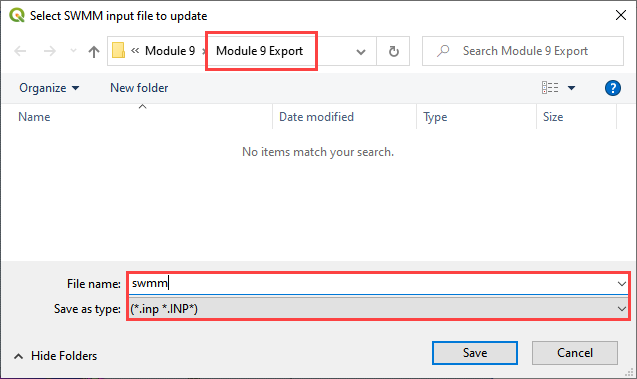 Select SWMM input file to update
« Module 9 › Module 9 Export
Search Module 9 Export
Organize
New folder
?
Name Date modified Type Size
No items match your search.
File name: swmm
Save as type: (*.inp *.INP*)
Hide Folders
Save
Cancel